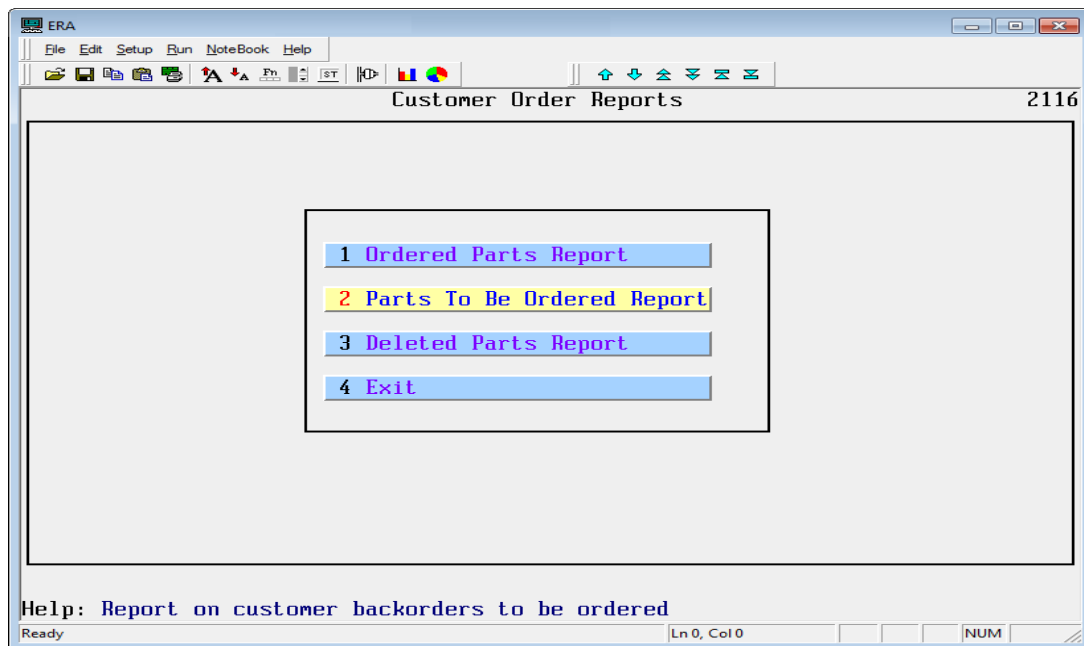 ERA
File Edit Setup Run NoteBook Help
A A Fn ST
Customer Order Reports 2116
1 Ordered Parts Report
2 Parts To Be Ordered Report
3 Deleted Parts Report
4 Exit
Help: Report on customer backorders to be ordered
Ready Ln 0, Col 0 NUM